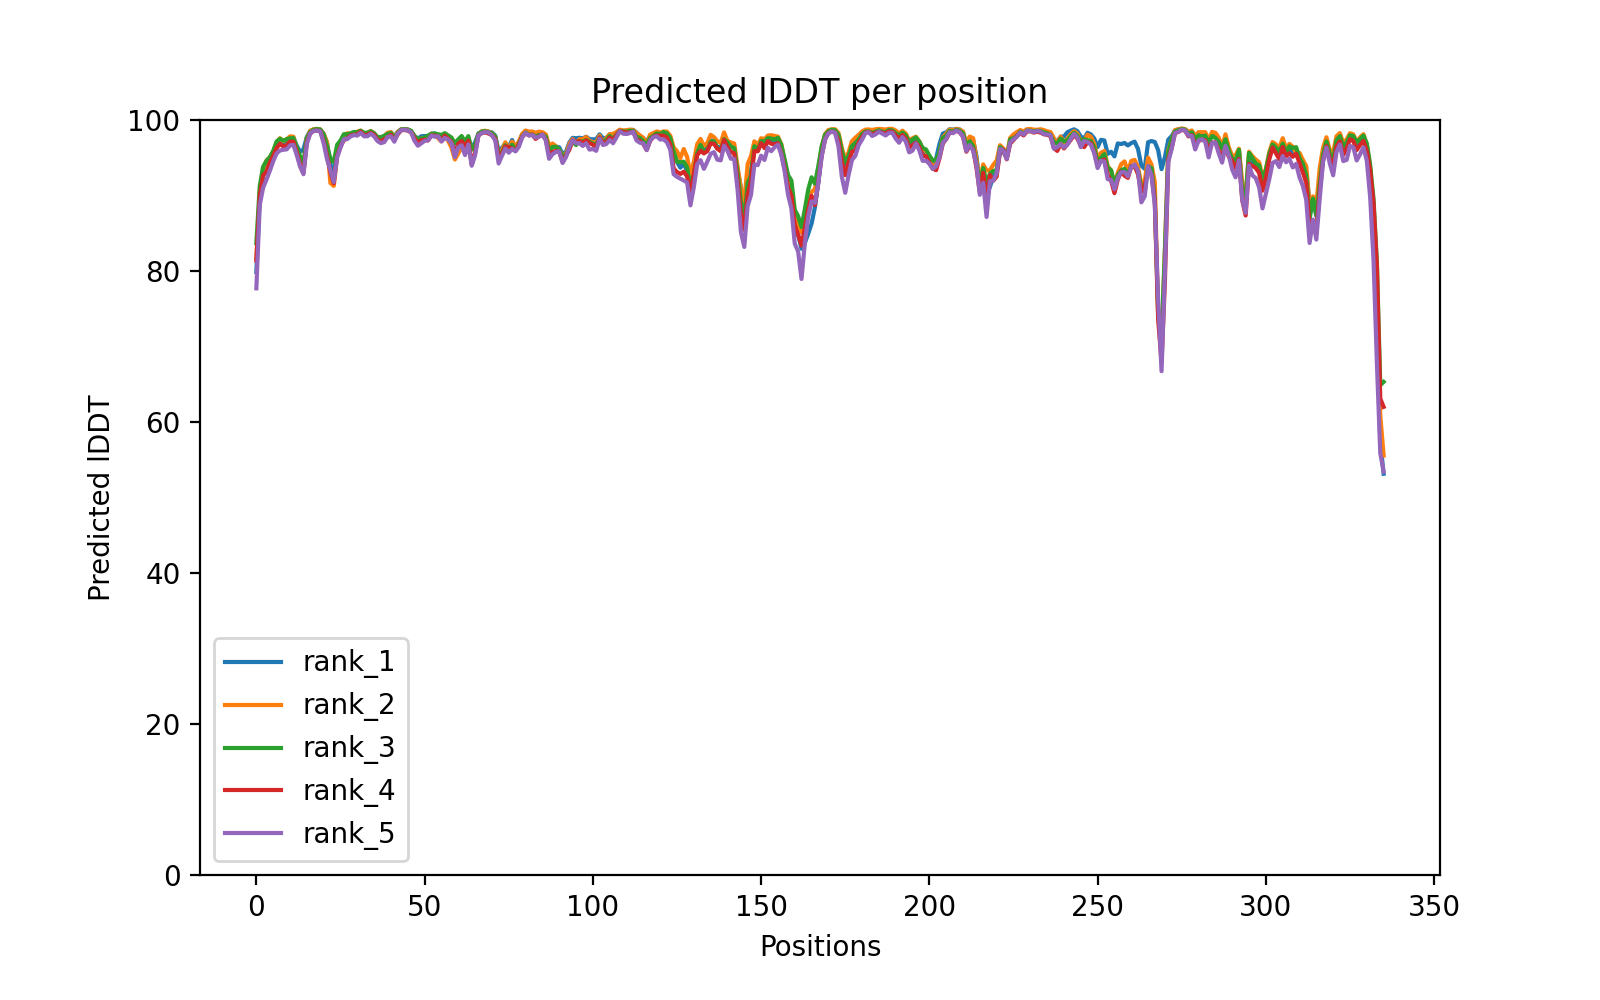 Predicted lDDT per position
100
80
60
40
20
0
Predicted lDDT
rank_1
rank_2
rank_3
rank_4
rank_5
0 50 100 150 200 250 300 350
Positions